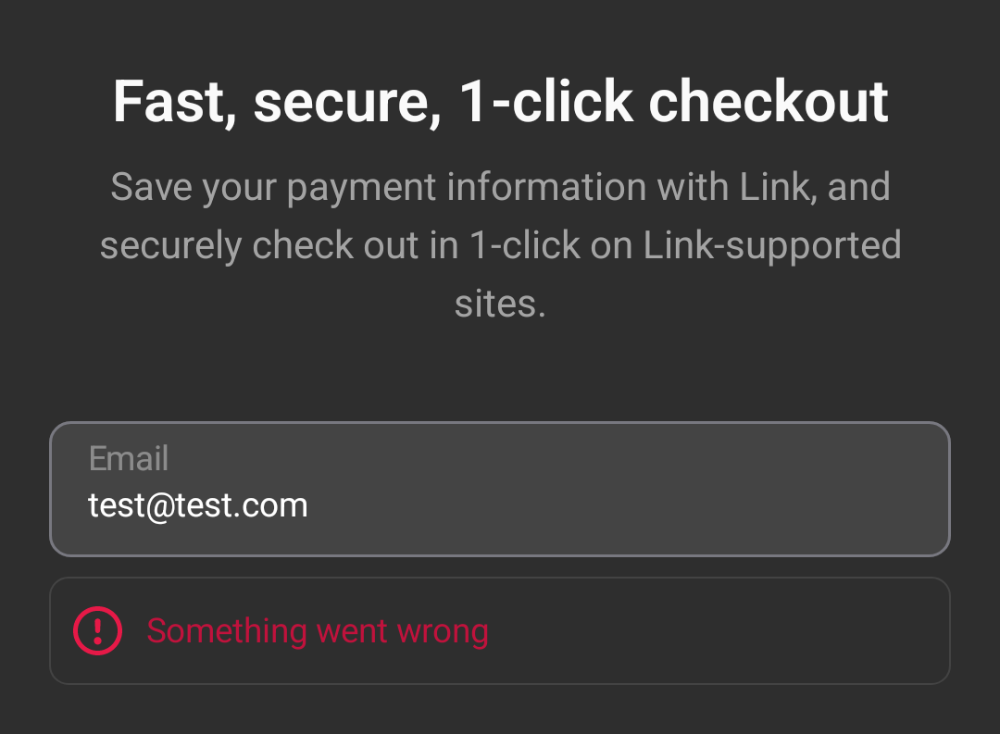 Fast, secure, 1-click checkout
Save your payment information with Link, and
securely check out in 1-click on Link-supported
sites.
Email
test@test.com
Something went wrong